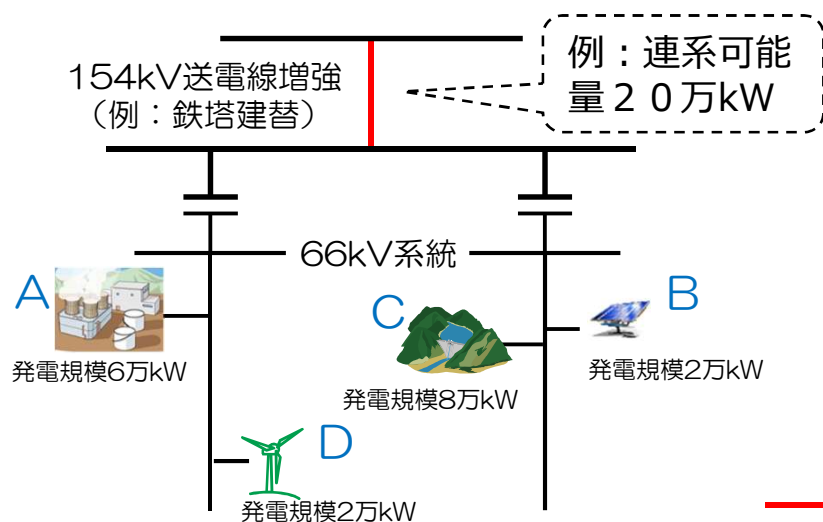 154kV送電線増強
（例：鉄塔建替）
例：連系可能
量２０万kW
66kV系統
A
発電規模6万kW
C
発電規模8万kW
B
発電規模2万kW
D
発電規模2万kW